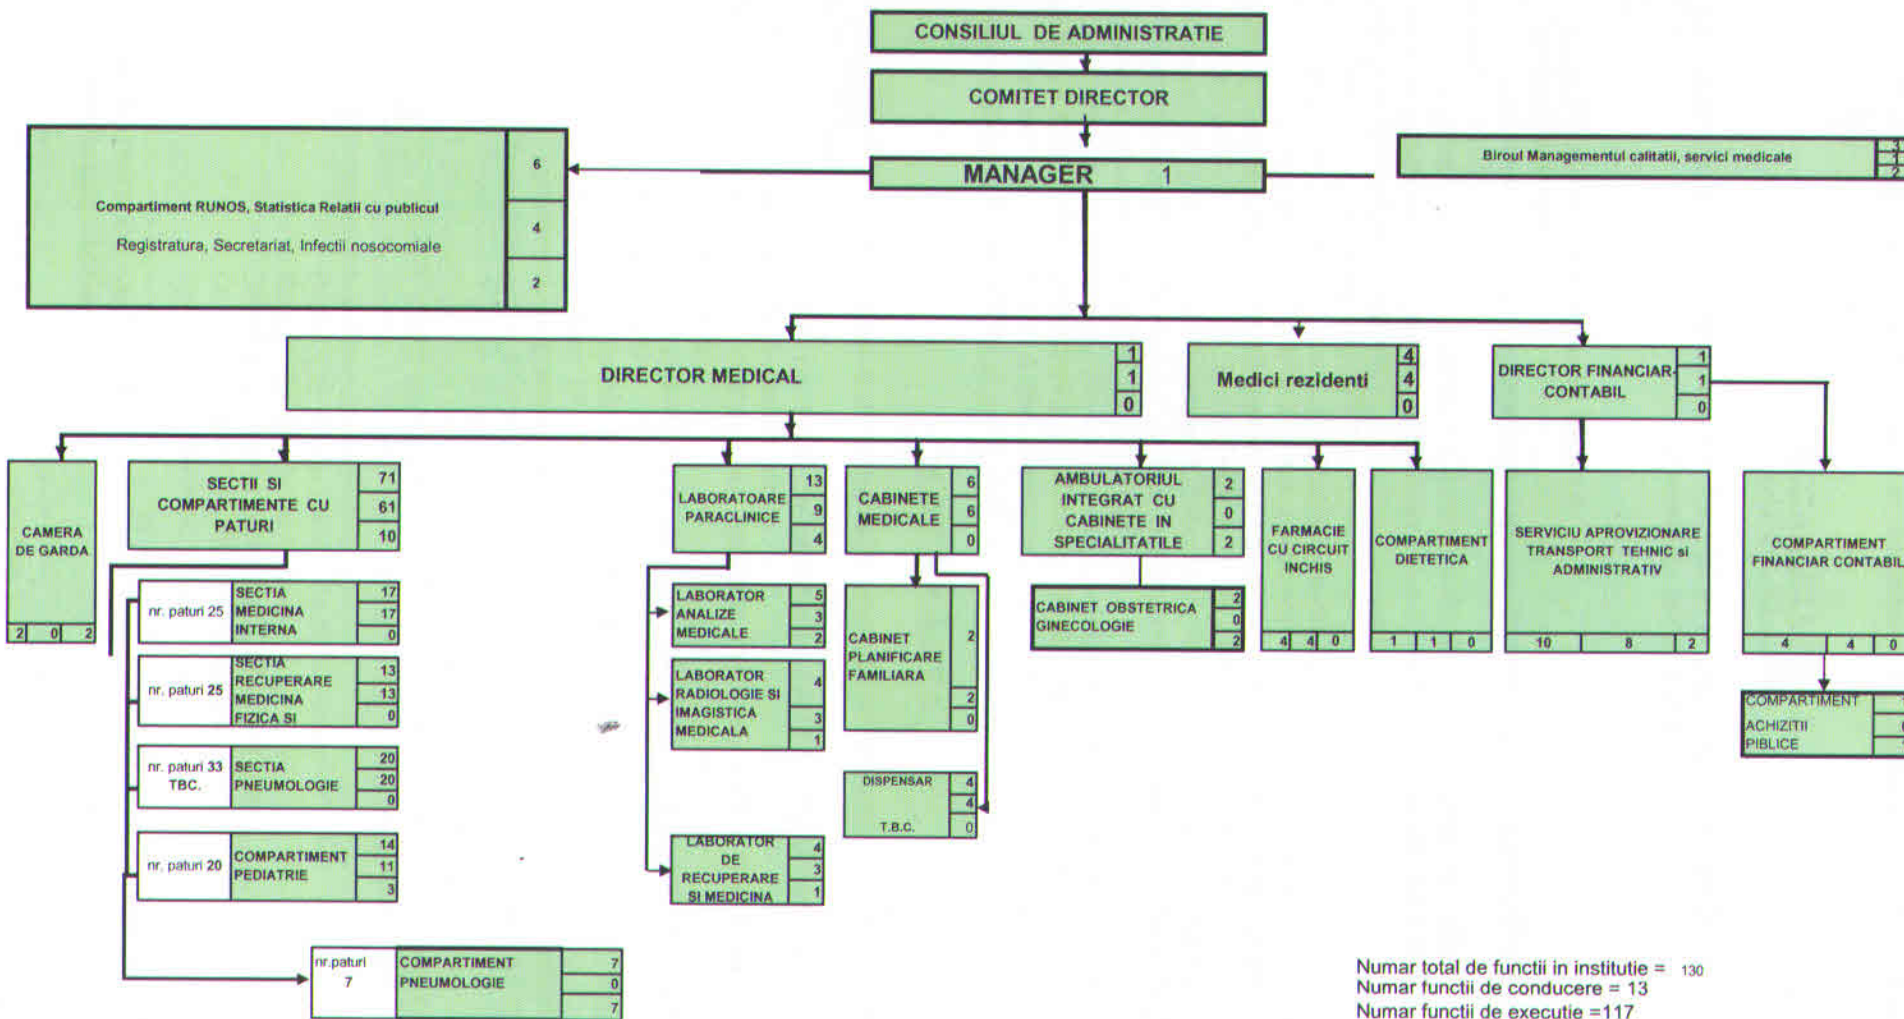 CONSILIUL DE ADMINISTRATIE
COMITET DIRECTOR
MANAGER 1
Compartiment RUNOS, Statistica Relatii cu publicul
Registratura, Secretariat, Infectii nosocomiale
6
4
2
Biroul Managementul calitatii, servici medicale
3
1
2
DIRECTOR MEDICAL
1
1
0
Medici rezidenti
4
4
0
DIRECTOR FINANCIAR-
CONTABIL
1
1
0
CAMERA
DE GARDA
2 0 2
SECTII SI
COMPARTIMENTE CU
PATURI
71
61
10
LABORATOARE
PARACLINICE
13
9
4
CABINETE
MEDICALE
6
6
0
AMBULATORIUL
INTEGRAT CU
CABINETE IN
SPECIALITATILE
2
0
2
FARMACIE
CU CIRCUIT
INCHIS
4 4 0
COMPARTIMENT
DIETETICA
1 1 0
SERVICIU APROVIZIONARE
TRANSPORT TEHNIC si
ADMINISTRATIV
10 8 2
COMPARTIMENT
FINANCIAR CONTABIL
4 4 0
nr. paturi 25
SECTIA
MEDICINA
INTERNA
17
17
0
nr. paturi 25
SECTIA
RECUPERARE
MEDICINA
FIZICA SI
13
13
0
nr. paturi 33
TBC.
SECTIA
PNEUMOLOGIE
20
20
0
nr. paturi 20
COMPARTIMENT
PEDIATRIE
14
11
3
nr.paturi
7
COMPARTIMENT
PNEUMOLOGIE
7
0
7
LABORATOR
ANALIZE
MEDICALE
5
3
2
LABORATOR
RADIOLOGIE SI
IMAGISTICA
MEDICALA
4
3
1
LABORATOR
DE
RECUPERARE
SI MEDICINA
4
3
1
CABINET
PLANIFICARE
FAMILIARA
2
2
0
DISPENSAR
T.B.C.
4
4
0
CABINET OBSTETRICA
GINECOLOGIE
2
0
2
COMPARTIMENT
ACHIZITII
PIBLICE
Numar total de functii in institutie = 130
Numar functii de conducere = 13
Numar functii de executie =117